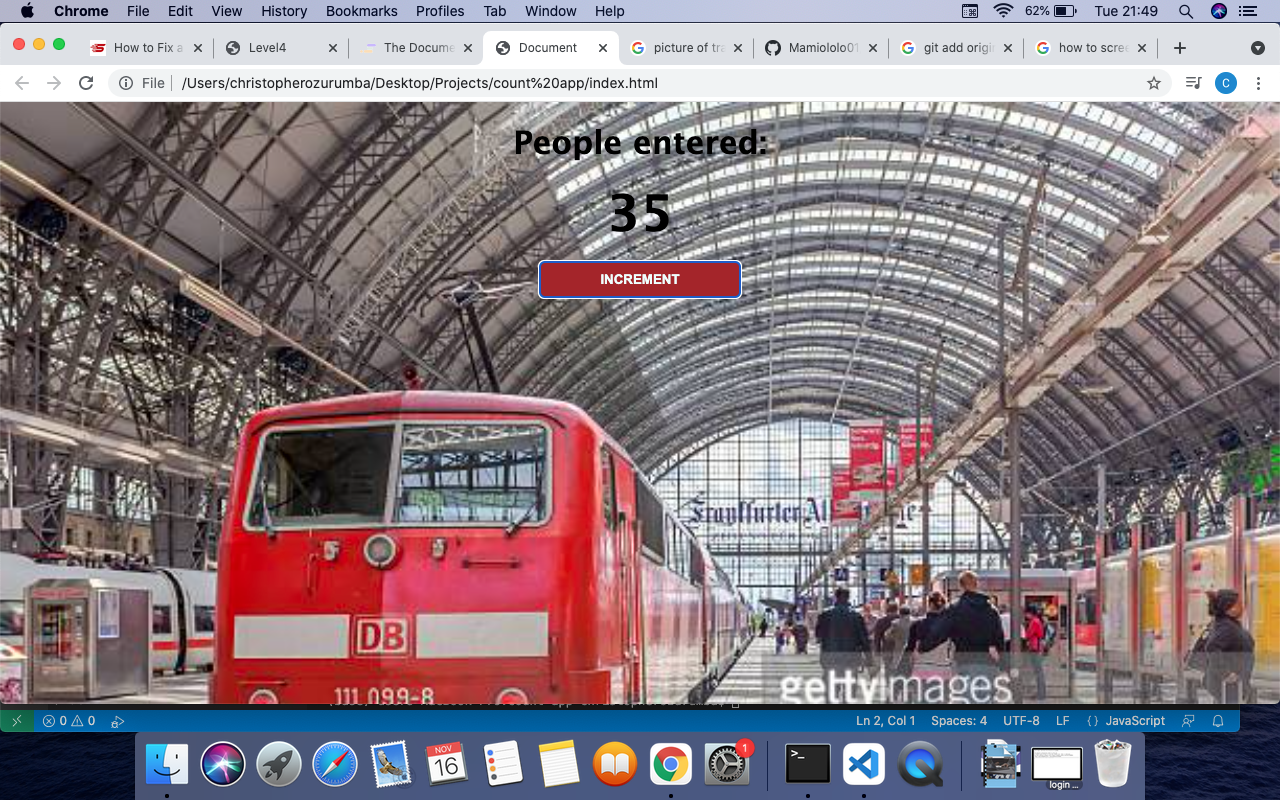 Chrome File Edit View History Bookmarks Profiles Tab Window Help 62% Tue 21:49
How to Fix a Level4 The Docume Document picture of tra Mamiololo01 git add origi how to scre
File /Users/christopherozurumba/Desktop/Projects/count%20app/index.html C
People entered:
35
INCREMENT
Frankfurter Al
DB
111 099-8
gettyimages
0 0 Ln 2, Col 1 Spaces: 4 UTF-8 LF {} JavaScript
NOV
16
1
>_
login ...